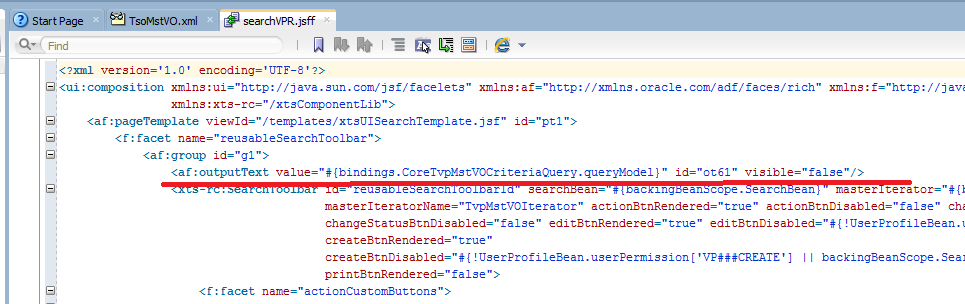 Start Page TsoMstVO.xml searchVPR.jsff
Find
<?xml version='1.0' encoding='UTF-8'?>
<ui:composition xmlns:ui="http://java.sun.com/jsf/facelets" xmlns:af="http://xmlns.oracle.com/adf/faces/rich" xmlns:f="http://java
xmlns:xts-rc="/xtsComponentLib">
<af:pageTemplate viewId="/templates/xtsUISearchTemplate.jsf" id="pt1">
<f:facet name="reusableSearchToolbar">
<af:group id="g1">
<af:outputText value="#{bindings.CoreTvpMstVOCriteriaQuery.queryModel}" id="ot61" visible="false"/>
<xts-rc:SearchToolbar id="reusableSearchToolbarId" searchBean="#{backingBeanScope.SearchBean}" masterIterator="#{b
masterIteratorName="TvpMstVOIterator" actionBtnRendered="true" actionBtnDisabled="false" cha
changeStatusBtnDisabled="false" editBtnRendered="true" editBtnDisabled="#{!UserProfileBean.u
createBtnRendered="true"
createBtnDisabled="#{!UserProfileBean.userPermission['VP###CREATE'] || backingBeanScope.Sear
printBtnRendered="false">
<f:facet name="actionCustomButtons">